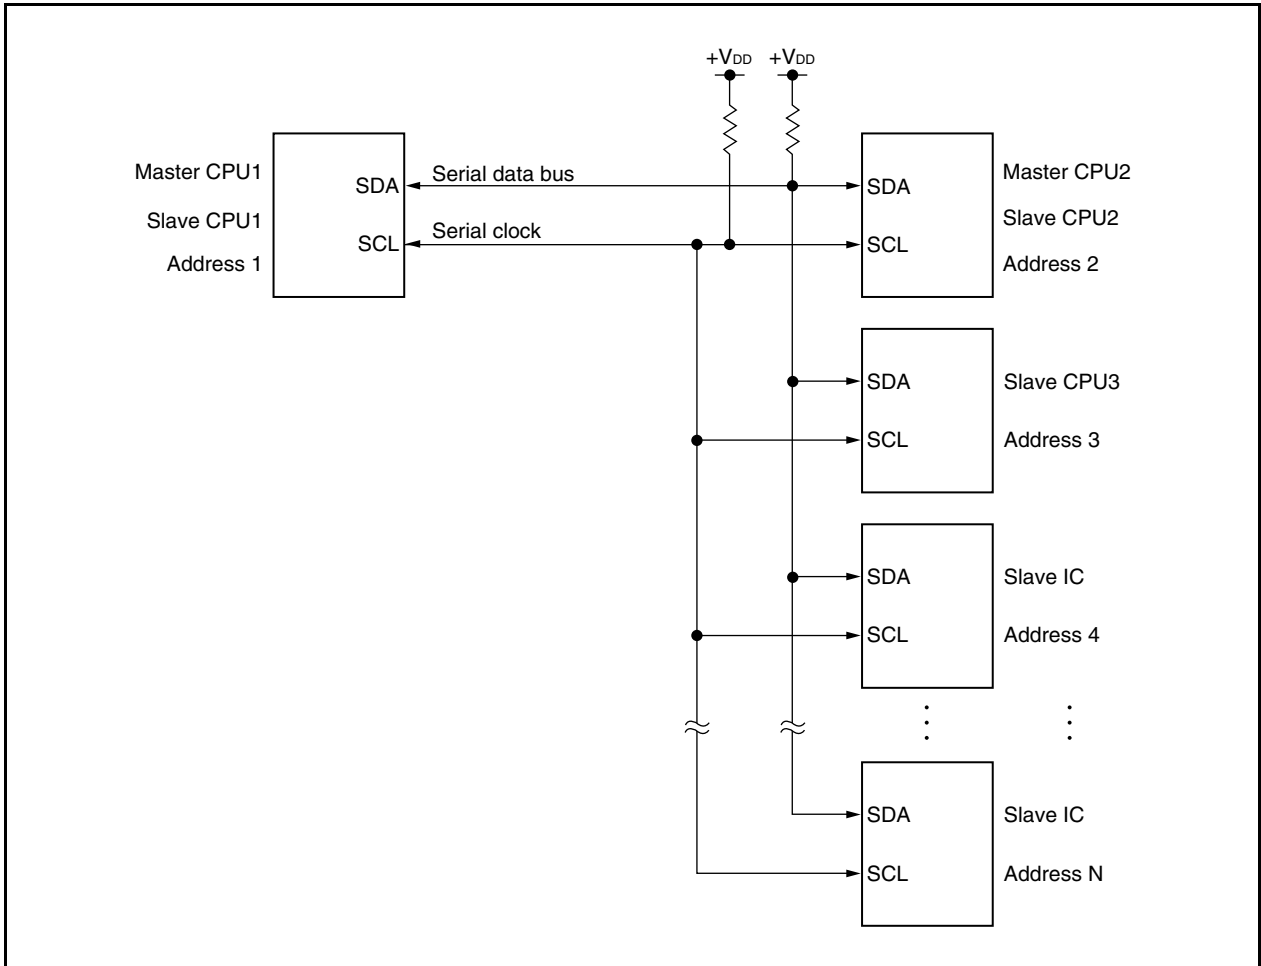 +VDD +VDD
Master CPU1
Slave CPU1
Address 1
SDA
SCL
Serial data bus
Serial clock
SDA
SCL
Master CPU2
Slave CPU2
Address 2
SDA
SCL
Slave CPU3
Address 3
SDA
SCL
Slave IC
Address 4
SDA
SCL
Slave IC
Address N